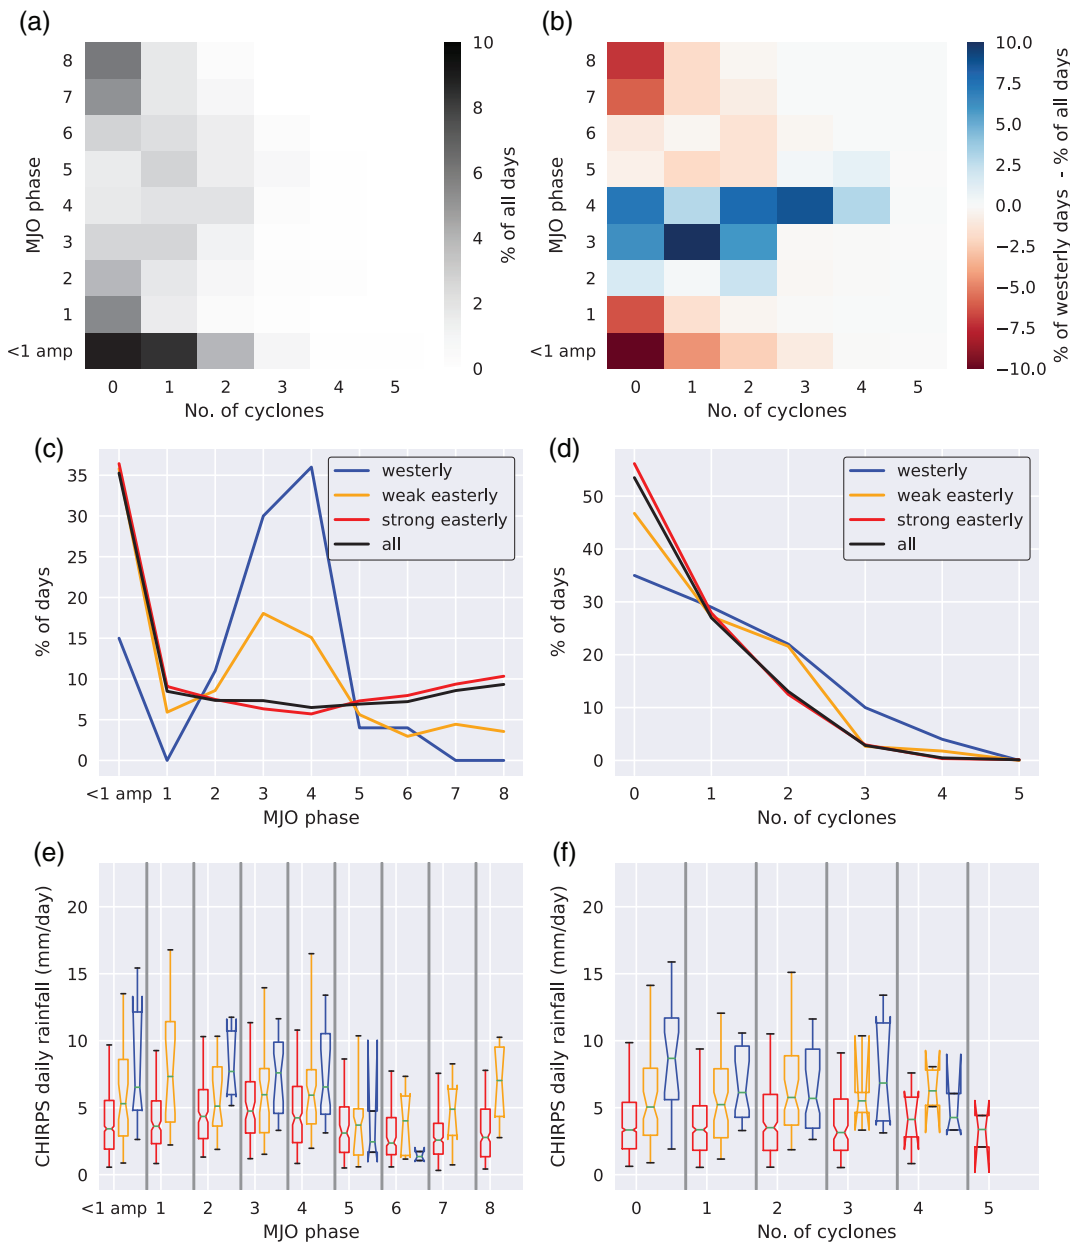 (a)
8
7
6
5
4
3
2
1
<1 amp
MJO phase
0 1 2 3 4 5
No. of cyclones
10
8
6
4
2
0
% of all days
(b)
8
7
6
5
4
3
2
1
<1 amp
MJO phase
0 1 2 3 4 5
No. of cyclones
10.0
7.5
5.0
2.5
0.0
−2.5
−5.0
−7.5
−10.0
% of westerly days - % of all days
(c)
35
30
25
20
15
10
5
0
% of days
westerly
weak easterly
strong easterly
all
<1 amp 1 2 3 4 5 6 7 8
MJO phase
(d)
50
40
30
20
10
0
% of days
westerly
weak easterly
strong easterly
all
0 1 2 3 4 5
No. of cyclones
(e)
20
15
10
5
0
CHIRPS daily rainfall (mm/day)
<1 amp 1 2 3 4 5 6 7 8
MJO phase
(f)
20
15
10
5
0
CHIRPS daily rainfall (mm/day)
0 1 2 3 4 5
No. of cyclones